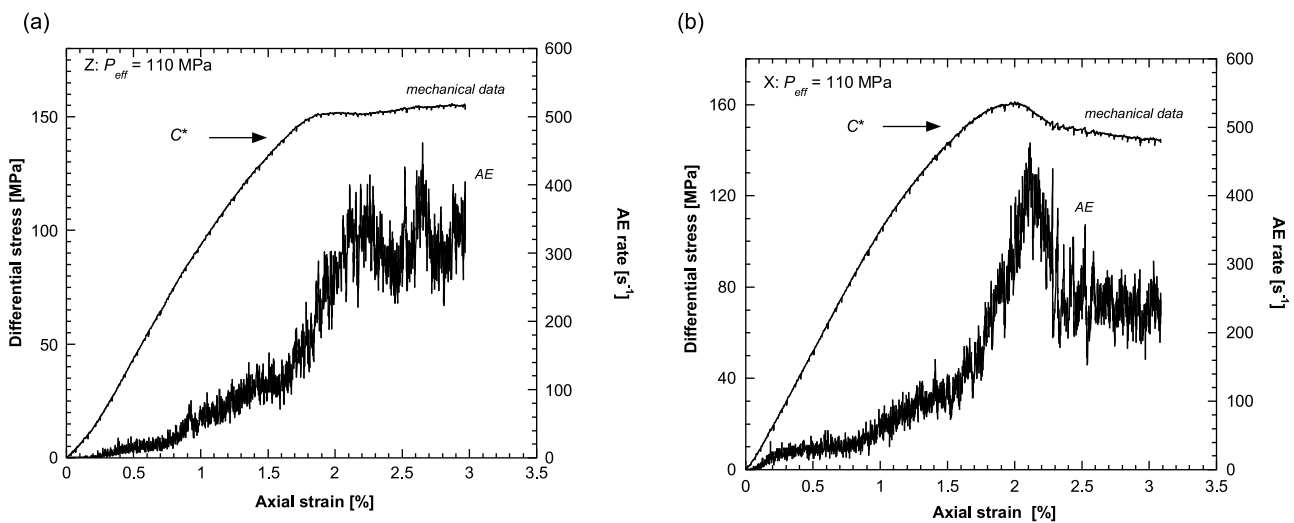 (a)
Z: P_eff = 110 MPa
mechanical data
C*
AE
Differential stress [MPa]
0
50
100
150
AE rate [s⁻¹]
0
100
200
300
400
500
600
0
0.5
1
1.5
2
2.5
3
3.5
Axial strain [%]
(b)
X: P_eff = 110 MPa
mechanical data
C*
AE
Differential stress [MPa]
0
40
80
120
160
AE rate [s⁻¹]
0
100
200
300
400
500
600
0
0.5
1
1.5
2
2.5
3
3.5
Axial strain [%]